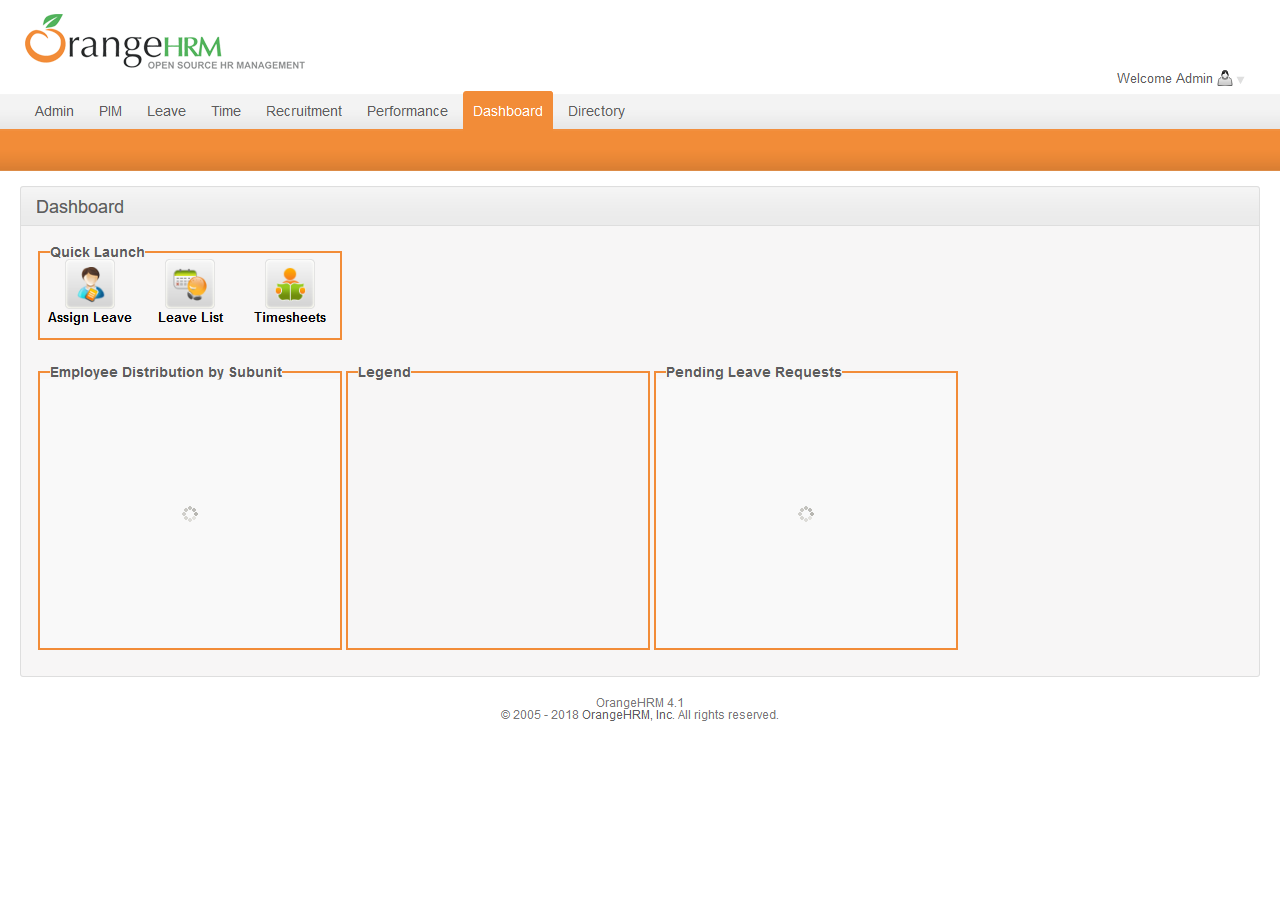 OrangeHRM
OPEN SOURCE HR MANAGEMENT
Welcome Admin
Admin PIM Leave Time Recruitment Performance Dashboard Directory
Dashboard
Quick Launch
Assign Leave Leave List Timesheets
Employee Distribution by Subunit Legend Pending Leave Requests
OrangeHRM 4.1
© 2005 - 2018 OrangeHRM, Inc. All rights reserved.